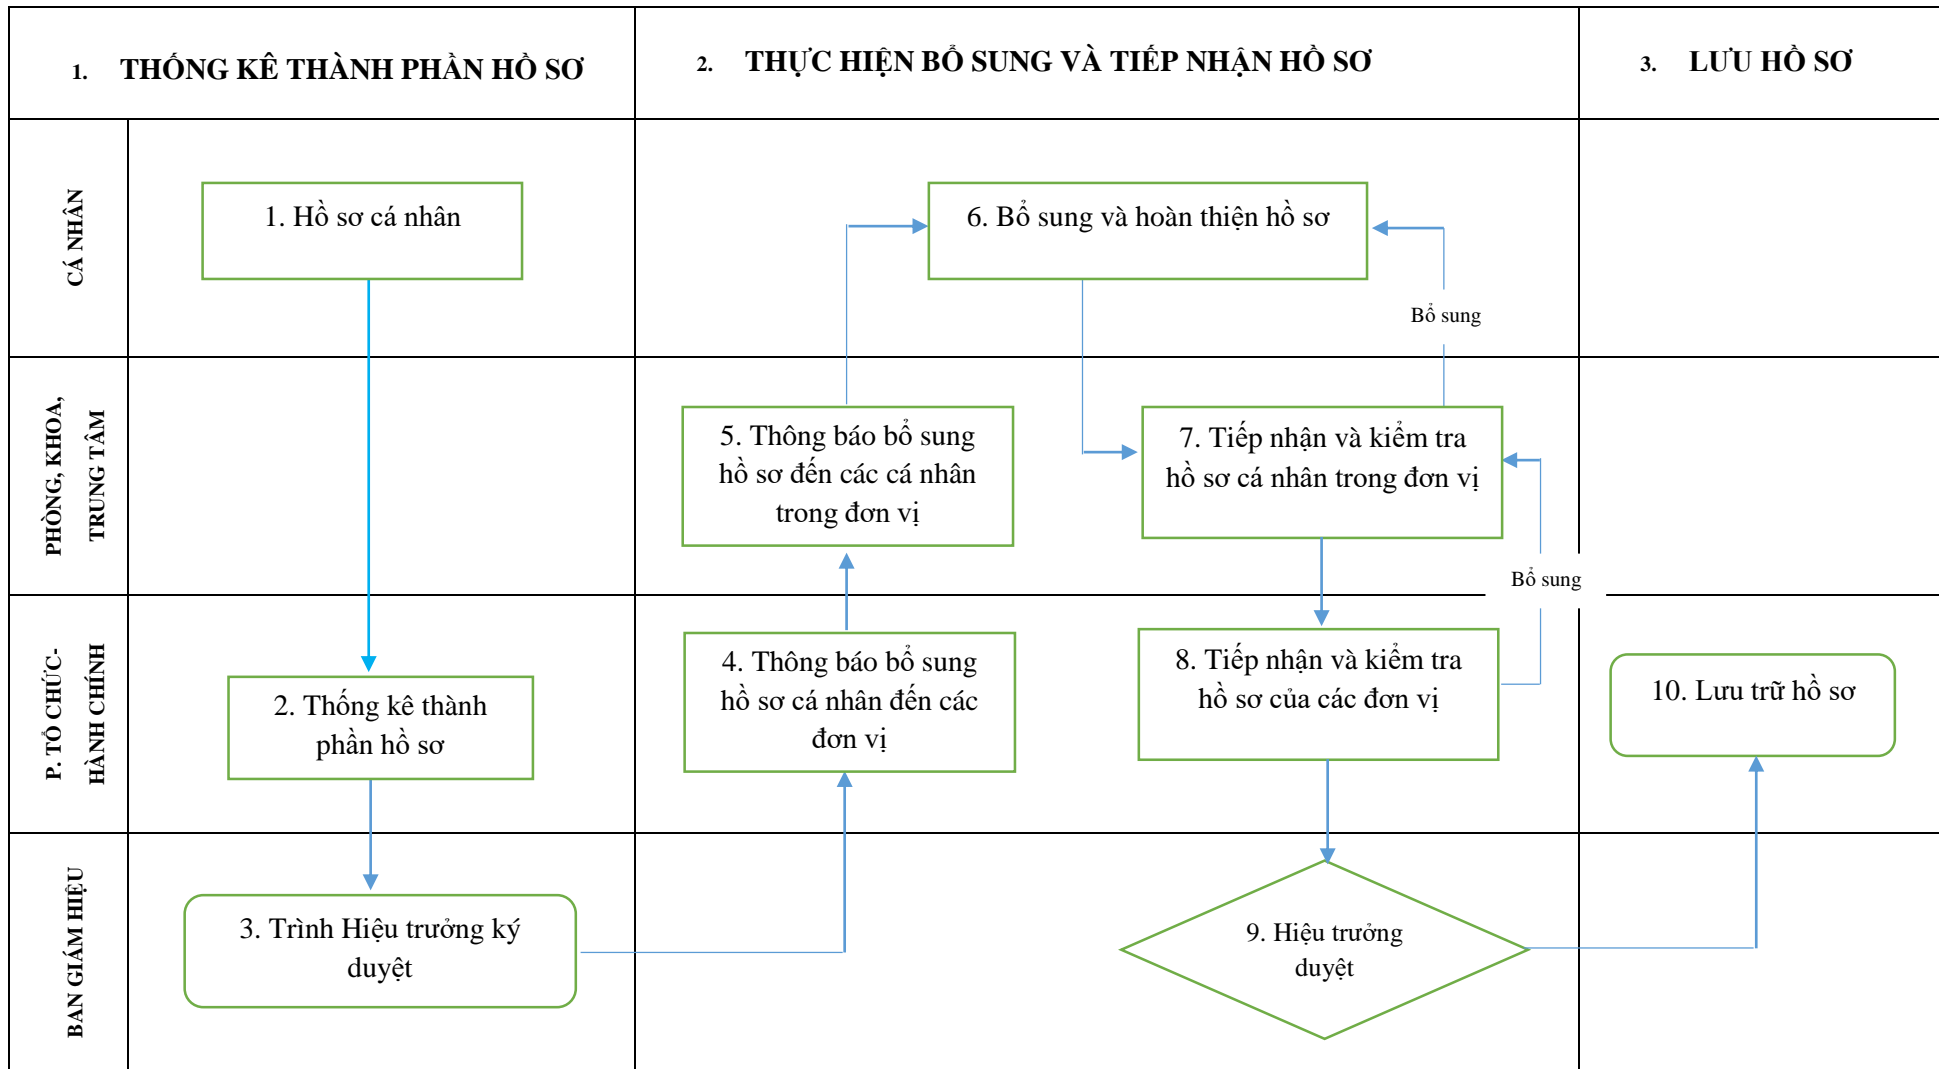 1. THỐNG KÊ THÀNH PHẦN HỒ SƠ
2. THỰC HIỆN BỔ SUNG VÀ TIẾP NHẬN HỒ SƠ
3. LƯU HỒ SƠ
CÁ NHÂN
1. Hồ sơ cá nhân
6. Bổ sung và hoàn thiện hồ sơ
Bổ sung
PHÒNG, KHOA,
TRUNG TÂM
5. Thông báo bổ sung
hồ sơ đến các cá nhân
trong đơn vị
7. Tiếp nhận và kiểm tra
hồ sơ cá nhân trong đơn vị
Bổ sung
P. TỔ CHỨC-
HÀNH CHÍNH
2. Thống kê thành
phần hồ sơ
4. Thông báo bổ sung
hồ sơ cá nhân đến các
đơn vị
8. Tiếp nhận và kiểm tra
hồ sơ của các đơn vị
10. Lưu trữ hồ sơ
BAN GIÁM HIỆU
3. Trình Hiệu trưởng ký
duyệt
9. Hiệu trưởng
duyệt